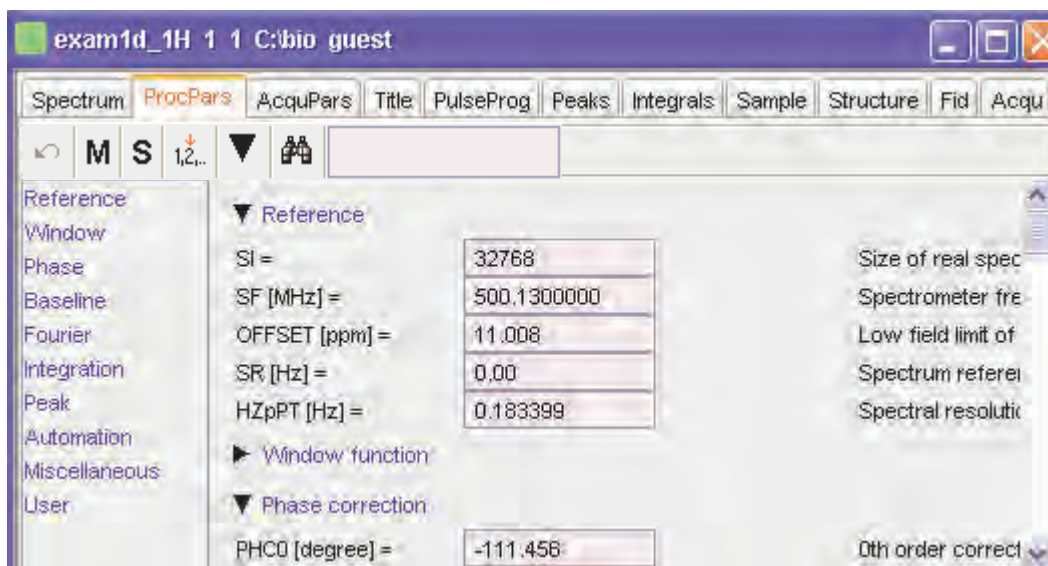 exam1d_1H 1 1 C:\bio guest
Spectrum ProcPars AcquPars Title PulseProg Peaks Integrals Sample Structure Fid Acqu
M S 1,2,..
Reference
Window
Phase
Baseline
Fourier
Integration
Peak
Automation
Miscellaneous
User
Reference
SI = 32768 Size of real spec
SF [MHz] = 500.1300000 Spectrometer fre
OFFSET [ppm] = 11.008 Low field limit of
SR [Hz] = 0.00 Spectrum referen
HZpPT [Hz] = 0.183399 Spectral resolutic
Window function
Phase correction
PHC0 [degree] = -111.456 0th order correct